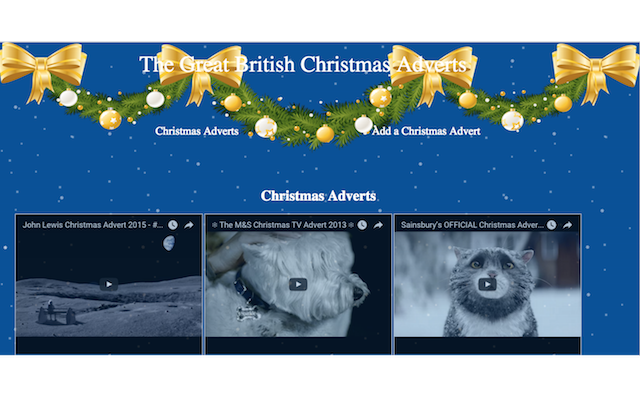 The Great British Christmas Adverts
Christmas Adverts
Add a Christmas Advert
Christmas Adverts
John Lewis Christmas Advert 2015 - #...
❄ The M&S Christmas TV Advert 2013 ❄
Sainsbury's OFFICIAL Christmas Adver...